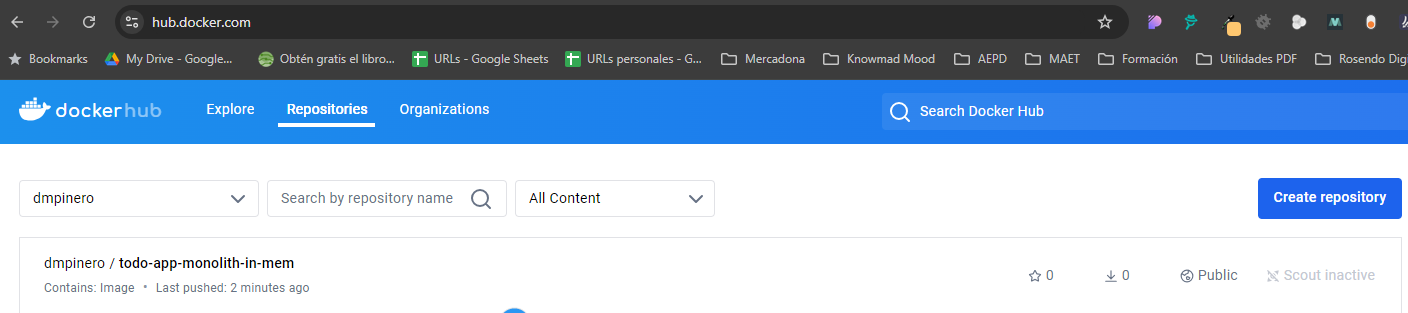 hub.docker.com
Bookmarks My Drive - Google... Obtén gratis el libro... URLs - Google Sheets URLs personales - G... Mercadona Knowmad Mood AEPD MAET Formación Utilidades PDF Rosendo Digi
dockerhub Explore Repositories Organizations Search Docker Hub
dmpinero Search by repository name All Content Create repository
dmpinero / todo-app-monolith-in-mem
Contains: Image • Last pushed: 2 minutes ago
0 0 Public Scout inactive